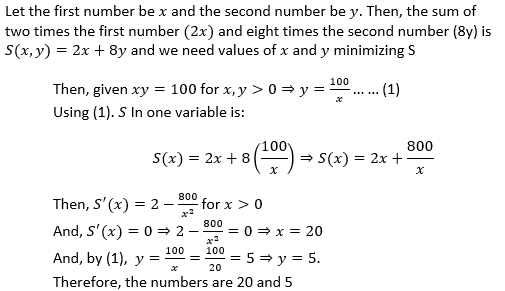 Let the first number be x and the second number be y. Then, the sum of
two times the first number (2x) and eight times the second number (8y) is
S(x, y) = 2x + 8y and we need values of x and y minimizing S
Then, given xy = 100 for x, y > 0 ⇒ y = 100/x ... ... (1)
Using (1). S In one variable is:
S(x) = 2x + 8(100/x) ⇒ S(x) = 2x + 800/x
Then, S′(x) = 2 − 800/x² for x > 0
And, S′(x) = 0 ⇒ 2 − 800/x² = 0 ⇒ x = 20
And, by (1), y = 100/x = 100/20 = 5 ⇒ y = 5.
Therefore, the numbers are 20 and 5